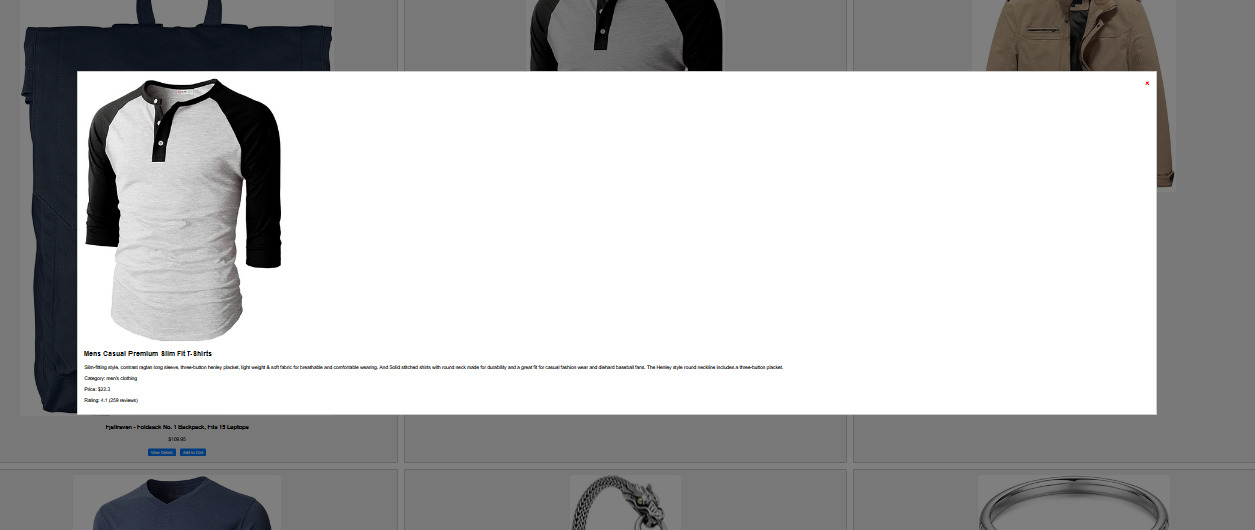 ×
Mens Casual Premium Slim Fit T-Shirts
Slim-fitting style, contrast raglan long sleeve, three-button henley placket, light weight & soft fabric for breathable and comfortable wearing. And Solid stitched shirts with round neck made for durability and a great fit for casual fashion wear and diehard baseball fans. The Henley style round neckline includes a three-button placket.
Category: men's clothing
Price: $22.3
Rating: 4.1 (259 reviews)
Fjallraven - Foldsack No. 1 Backpack, Fits 15 Laptops
$109.95
View Details Add to Cart